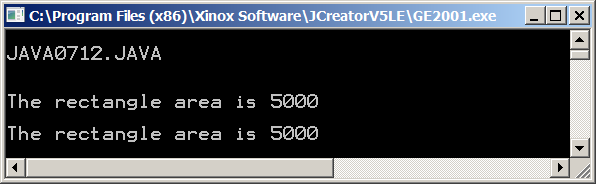 C:\Program Files (x86)\Xinox Software\JCreatorV5LE\GE2001.exe
JAVA0712.JAVA
The rectangle area is 5000
The rectangle area is 5000